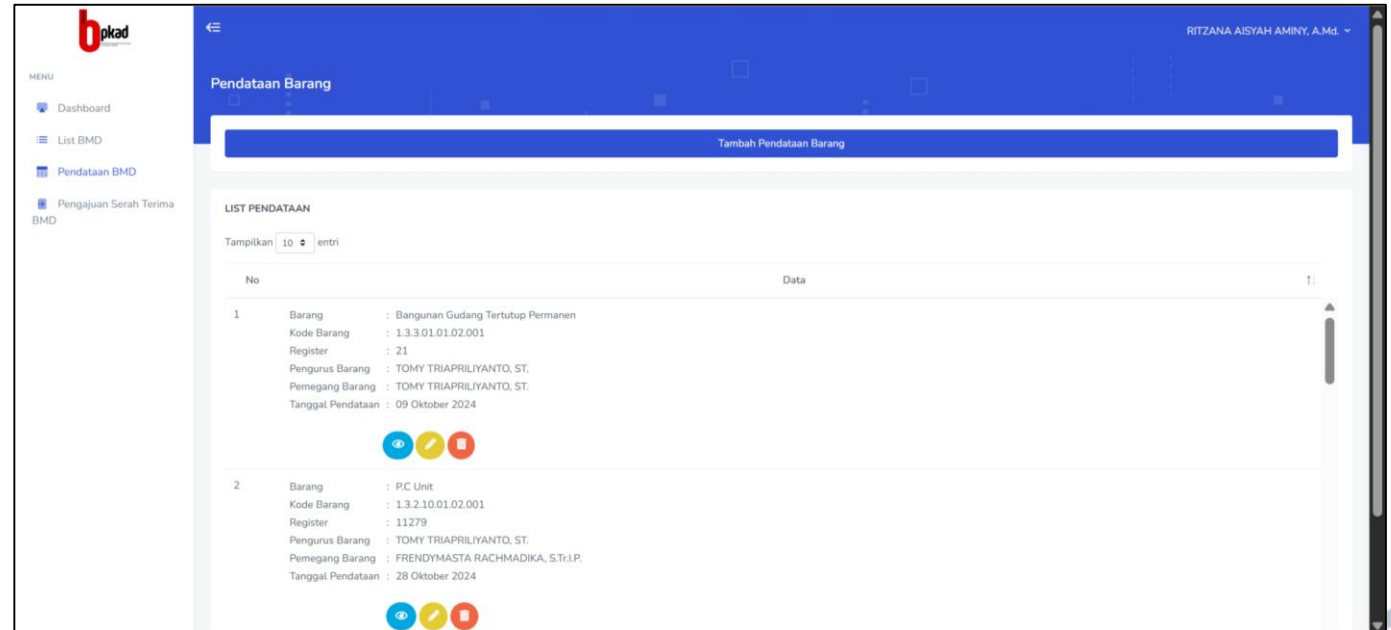 bpkad
RITZANA AISYAH AMINY, A.Md.
MENU
Dashboard
List BMD
Pendataan BMD
Pengajuan Serah Terima
BMD
Pendataan Barang
Tambah Pendataan Barang
LIST PENDATAAN
Tampilkan 10 entri
No Data
1 Barang : Bangunan Gudang Tertutup Permanen
Kode Barang : 1.3.3.01.01.02.001
Register : 21
Pengurus Barang : TOMY TRIAPRILIYANTO, ST.
Pemegang Barang : TOMY TRIAPRILIYANTO, ST.
Tanggal Pendataan : 09 Oktober 2024
2 Barang : P.C Unit
Kode Barang : 1.3.2.10.01.02.001
Register : 11279
Pengurus Barang : TOMY TRIAPRILIYANTO, ST.
Pemegang Barang : FRENDYMASTA RACHMADIKA, S.Tr.I.P.
Tanggal Pendataan : 28 Oktober 2024